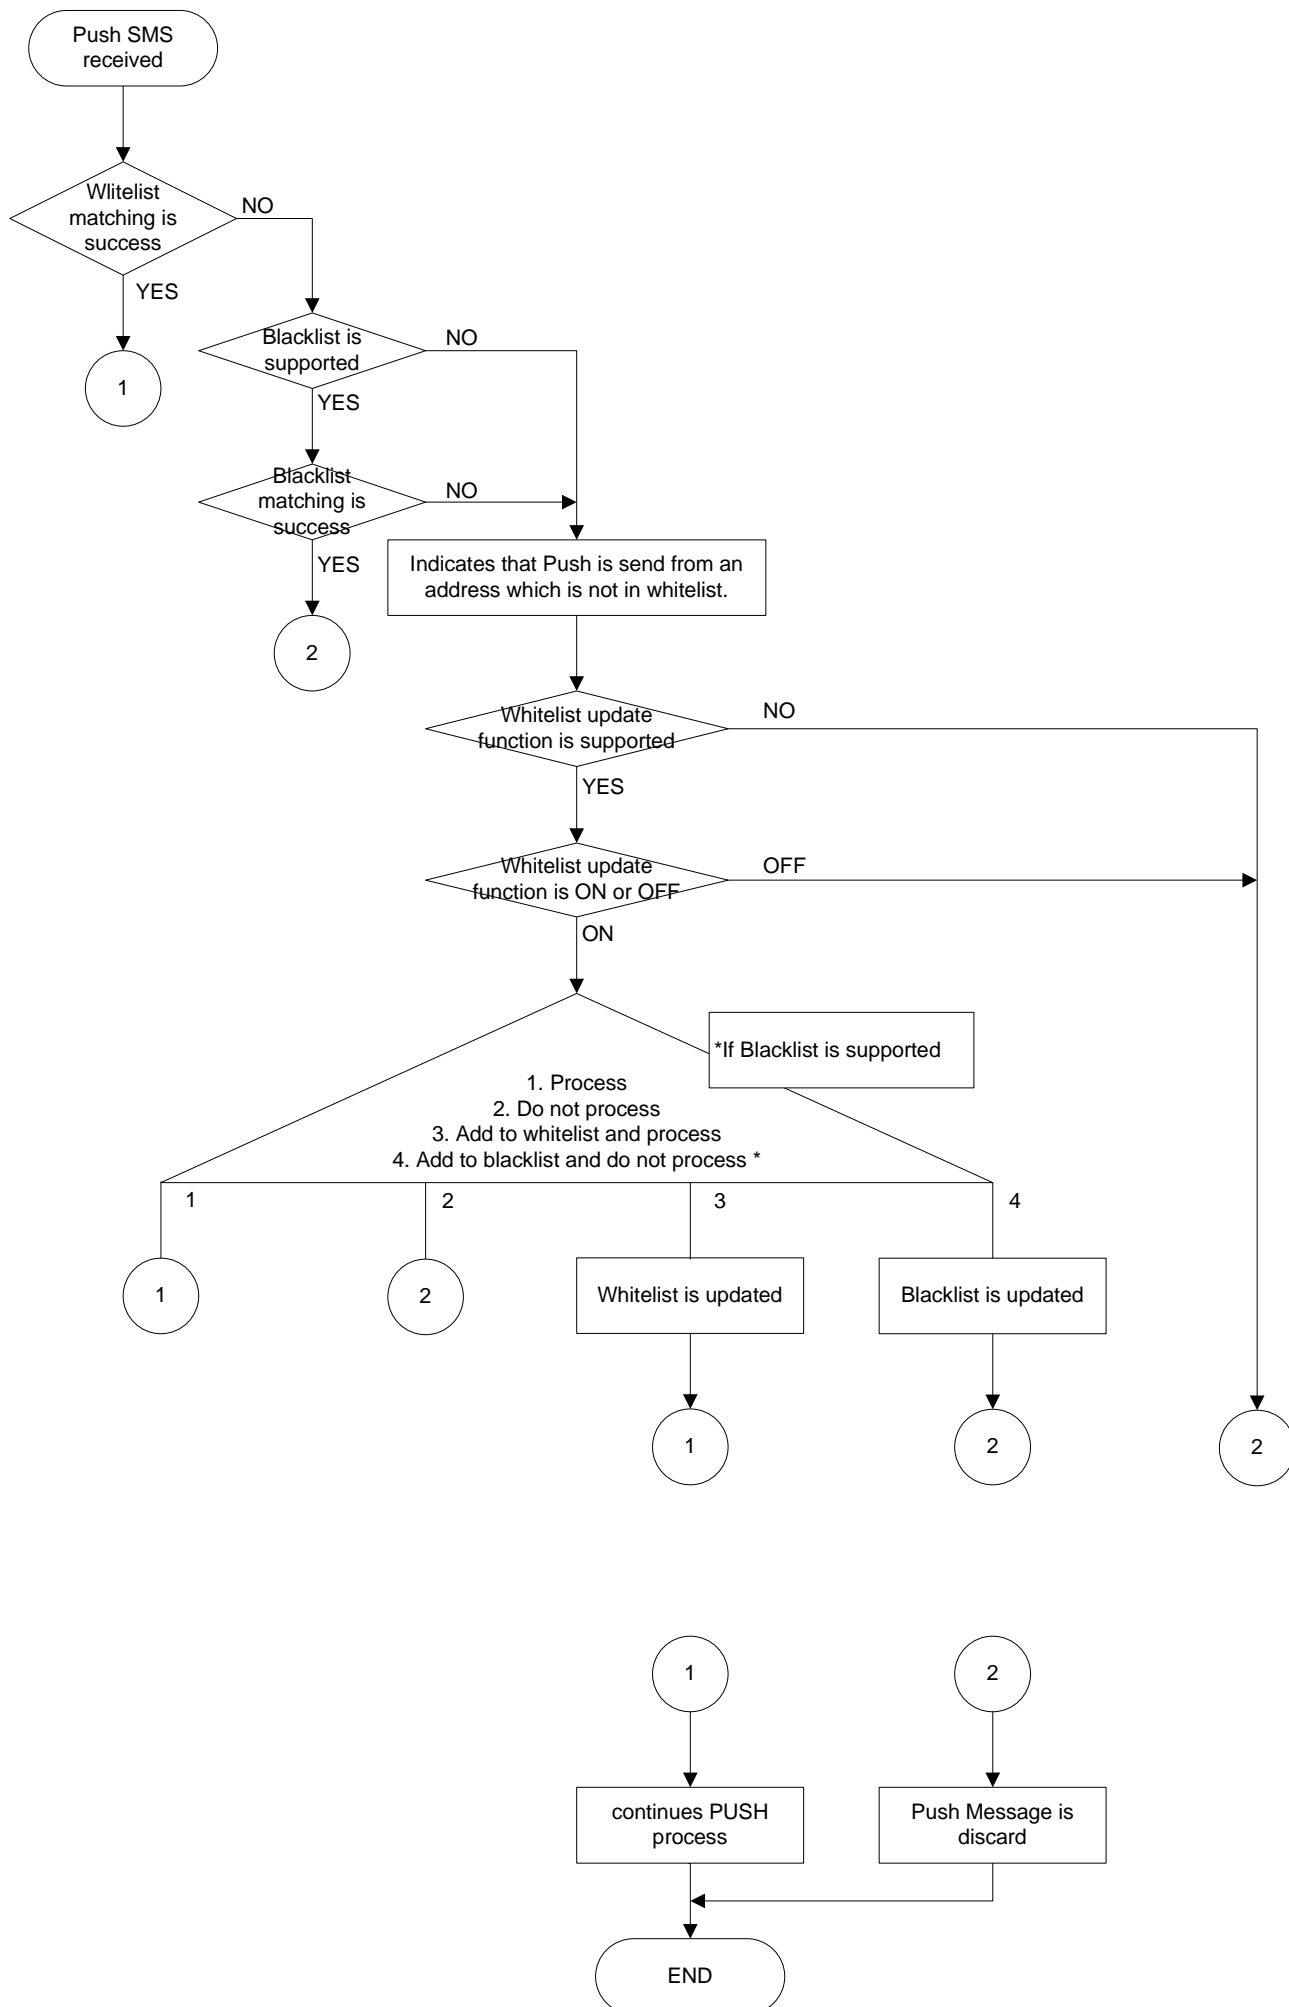 Push SMS
received
Wlitelist
matching is
success
NO
YES
1
Blacklist is
supported
NO
YES
Blacklist
matching is
success
NO
YES
2
Indicates that Push is send from an
address which is not in whitelist.
Whitelist update
function is supported
NO
YES
Whitelist update
function is ON or OFF
OFF
ON
*If Blacklist is supported
1. Process
2. Do not process
3. Add to whitelist and process
4. Add to blacklist and do not process *
1
2
3
4
1
2
Whitelist is updated
Blacklist is updated
1
2
2
1
2
continues PUSH
process
Push Message is
discard
END